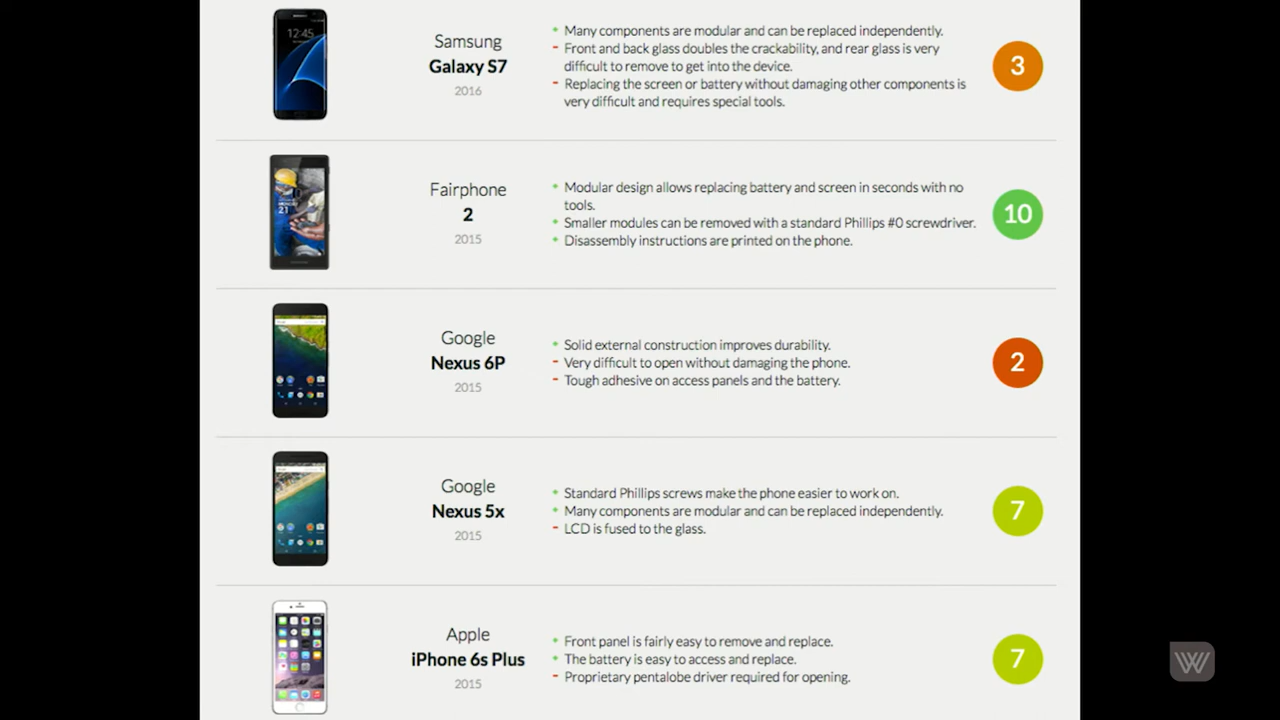 Samsung
Galaxy S7
2016
Many components are modular and can be replaced independently.
Front and back glass doubles the crackability, and rear glass is very
difficult to remove to get into the device.
Replacing the screen or battery without damaging other components is
very difficult and requires special tools.
3
Fairphone
2
2015
Modular design allows replacing battery and screen in seconds with no
tools.
Smaller modules can be removed with a standard Phillips #0 screwdriver.
Disassembly instructions are printed on the phone.
10
Google
Nexus 6P
2015
Solid external construction improves durability.
Very difficult to open without damaging the phone.
Tough adhesive on access panels and the battery.
2
Google
Nexus 5x
2015
Standard Phillips screws make the phone easier to work on.
Many components are modular and can be replaced independently.
LCD is fused to the glass.
7
Apple
iPhone 6s Plus
2015
Front panel is fairly easy to remove and replace.
The battery is easy to access and replace.
Proprietary pentalobe driver required for opening.
7
12:45
21
W